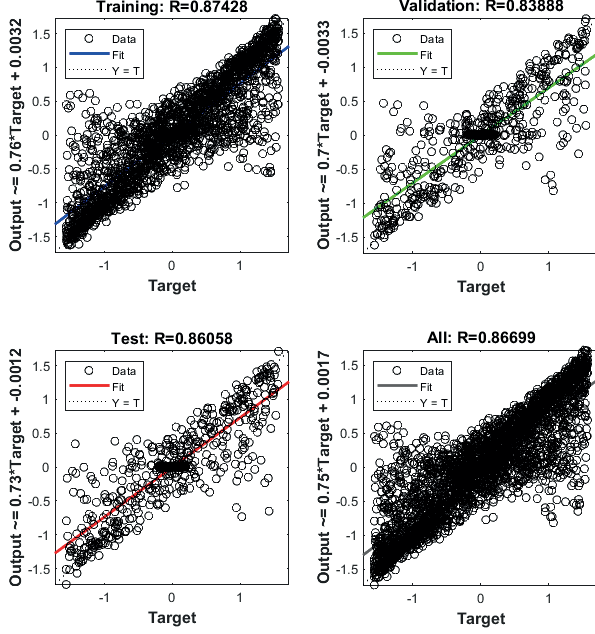 Training: R=0.87428
Output ~= 0.76*Target + 0.0032
1.5
1
0.5
0
-0.5
-1
-1.5
Data
Fit
Y = T
-1
0
1
Target
Validation: R=0.83888
Output ~= 0.7*Target + -0.0033
1.5
1
0.5
0
-0.5
-1
-1.5
Data
Fit
Y = T
-1
0
1
Target
Test: R=0.86058
Output ~= 0.73*Target + -0.0012
1.5
1
0.5
0
-0.5
-1
-1.5
Data
Fit
Y = T
-1
0
1
Target
All: R=0.86699
Output ~= 0.75*Target + 0.0017
1.5
1
0.5
0
-0.5
-1
-1.5
Data
Fit
Y = T
-1
0
1
Target